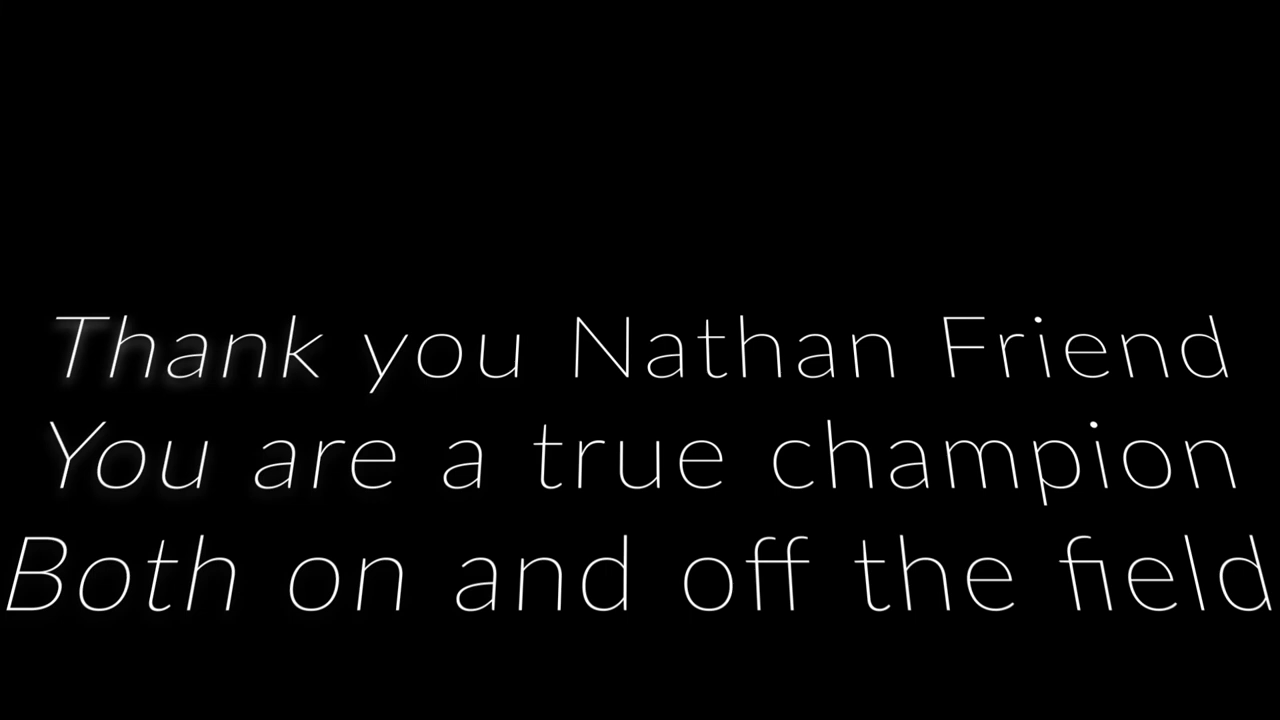 Thank you Nathan Friend
You are a true champion
Both on and off the field